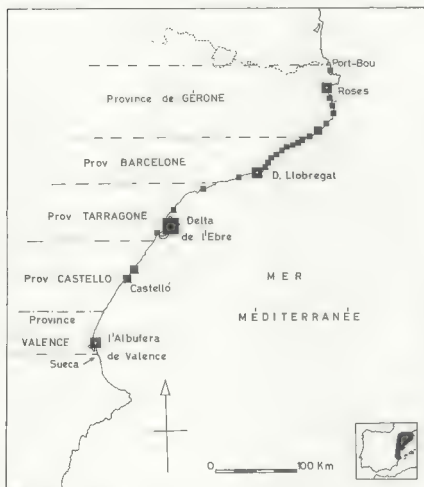 Port-Bou
Roses
Province de GÉRONE
Prov BARCELONE
D. Llobregat
Prov TARRAGONE
Delta
de l'Ebre
Prov CASTELLO
Castelló
MER
MÉDITERRANÉE
Province
VALENCE
l'Albufera
de Valence
Sueca
0 100 Km